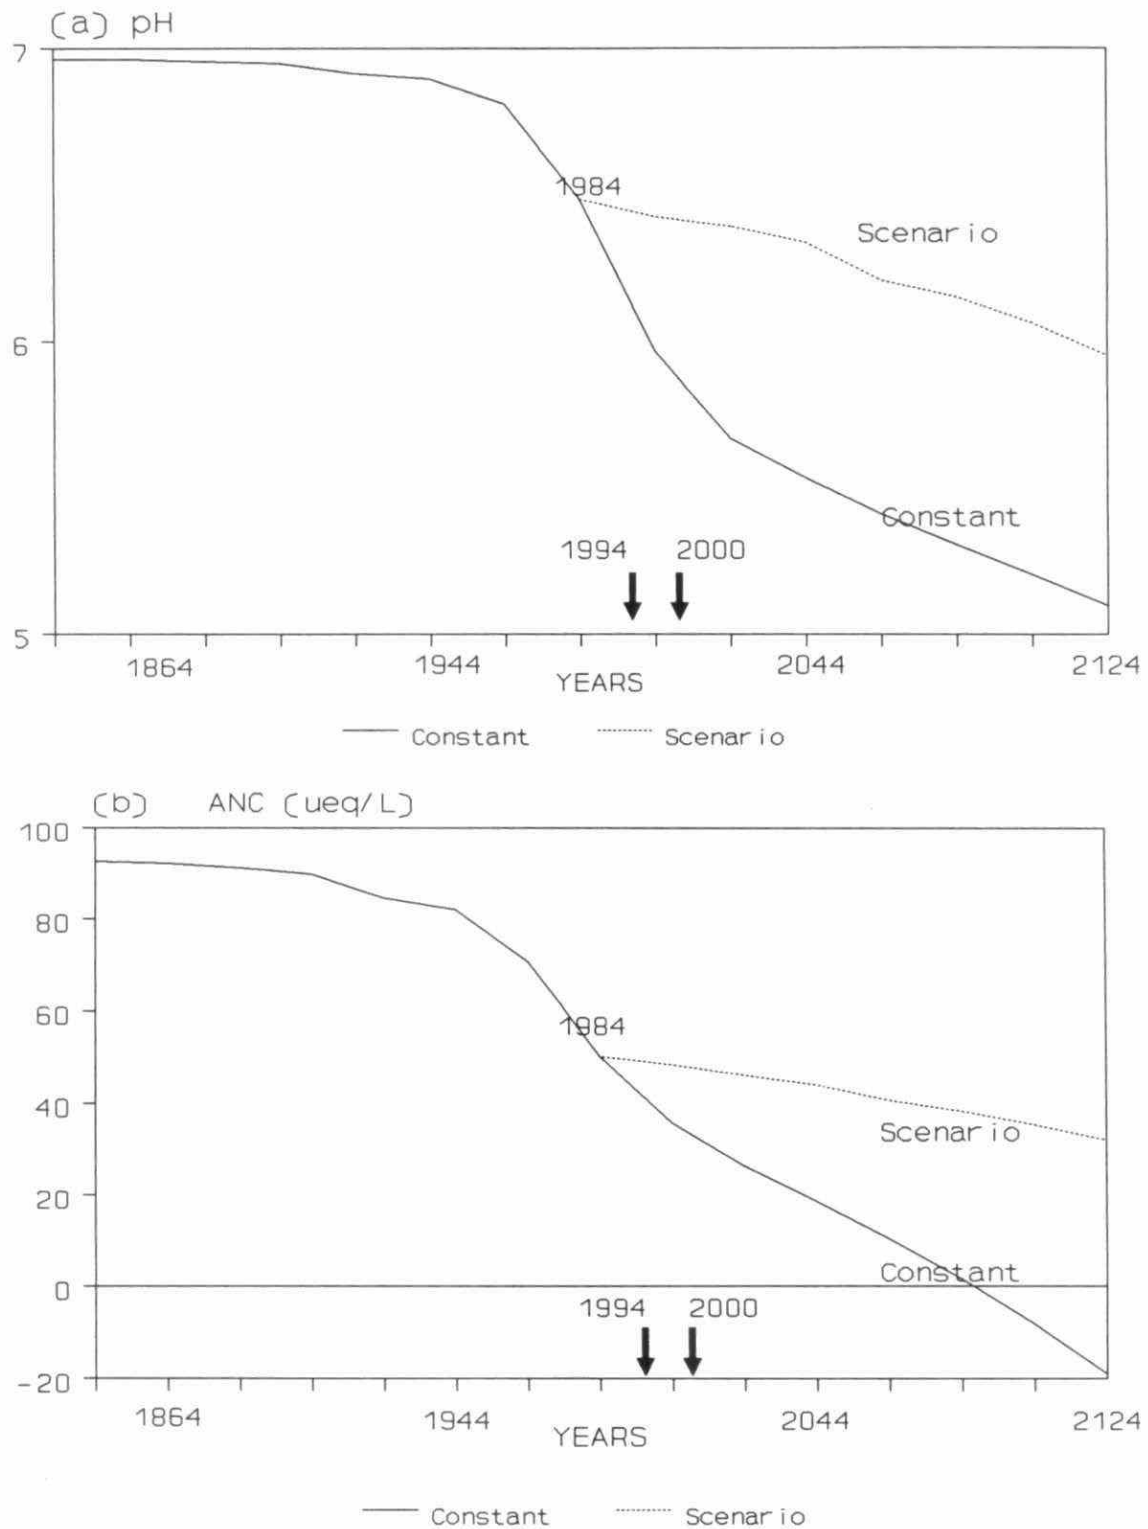 (a) pH
7
1984
Scenario
6
Constant
1994 2000
5
1864 1944 2044 2124
YEARS
Constant Scenario
(b) ANC (ueq/L)
100
80
60
1984
40
Scenario
20
Constant
0
1994 2000
-20
1864 1944 2044 2124
YEARS
Constant Scenario